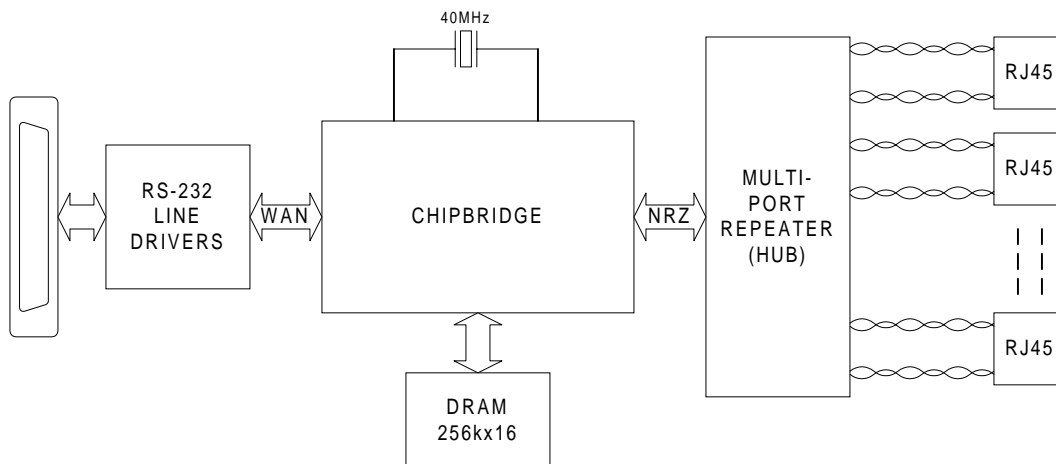 40MHz
RJ45
RJ45
RS-232
LINE
DRIVERS
WAN
CHIPBRIDGE
NRZ
MULTI-
PORT
REPEATER
(HUB)
RJ45
DRAM
256kx16